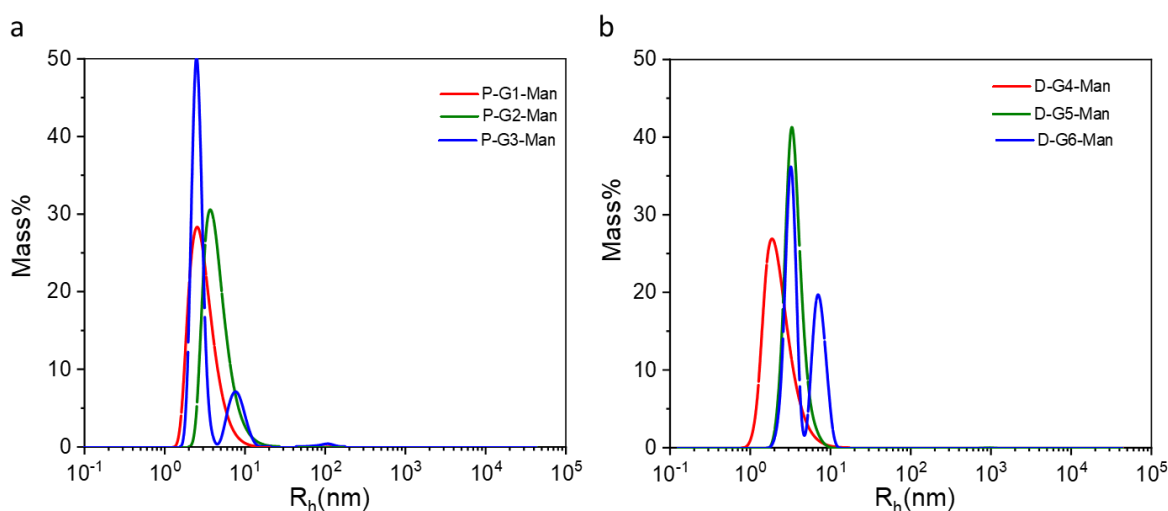 a
50
40
30
20
10
0
Mass%
P-G1-Man
P-G2-Man
P-G3-Man
10-1 100 101 102 103 104 105
Rh(nm)
b
50
40
30
20
10
0
Mass%
D-G4-Man
D-G5-Man
D-G6-Man
10-1 100 101 102 103 104 105
Rh(nm)